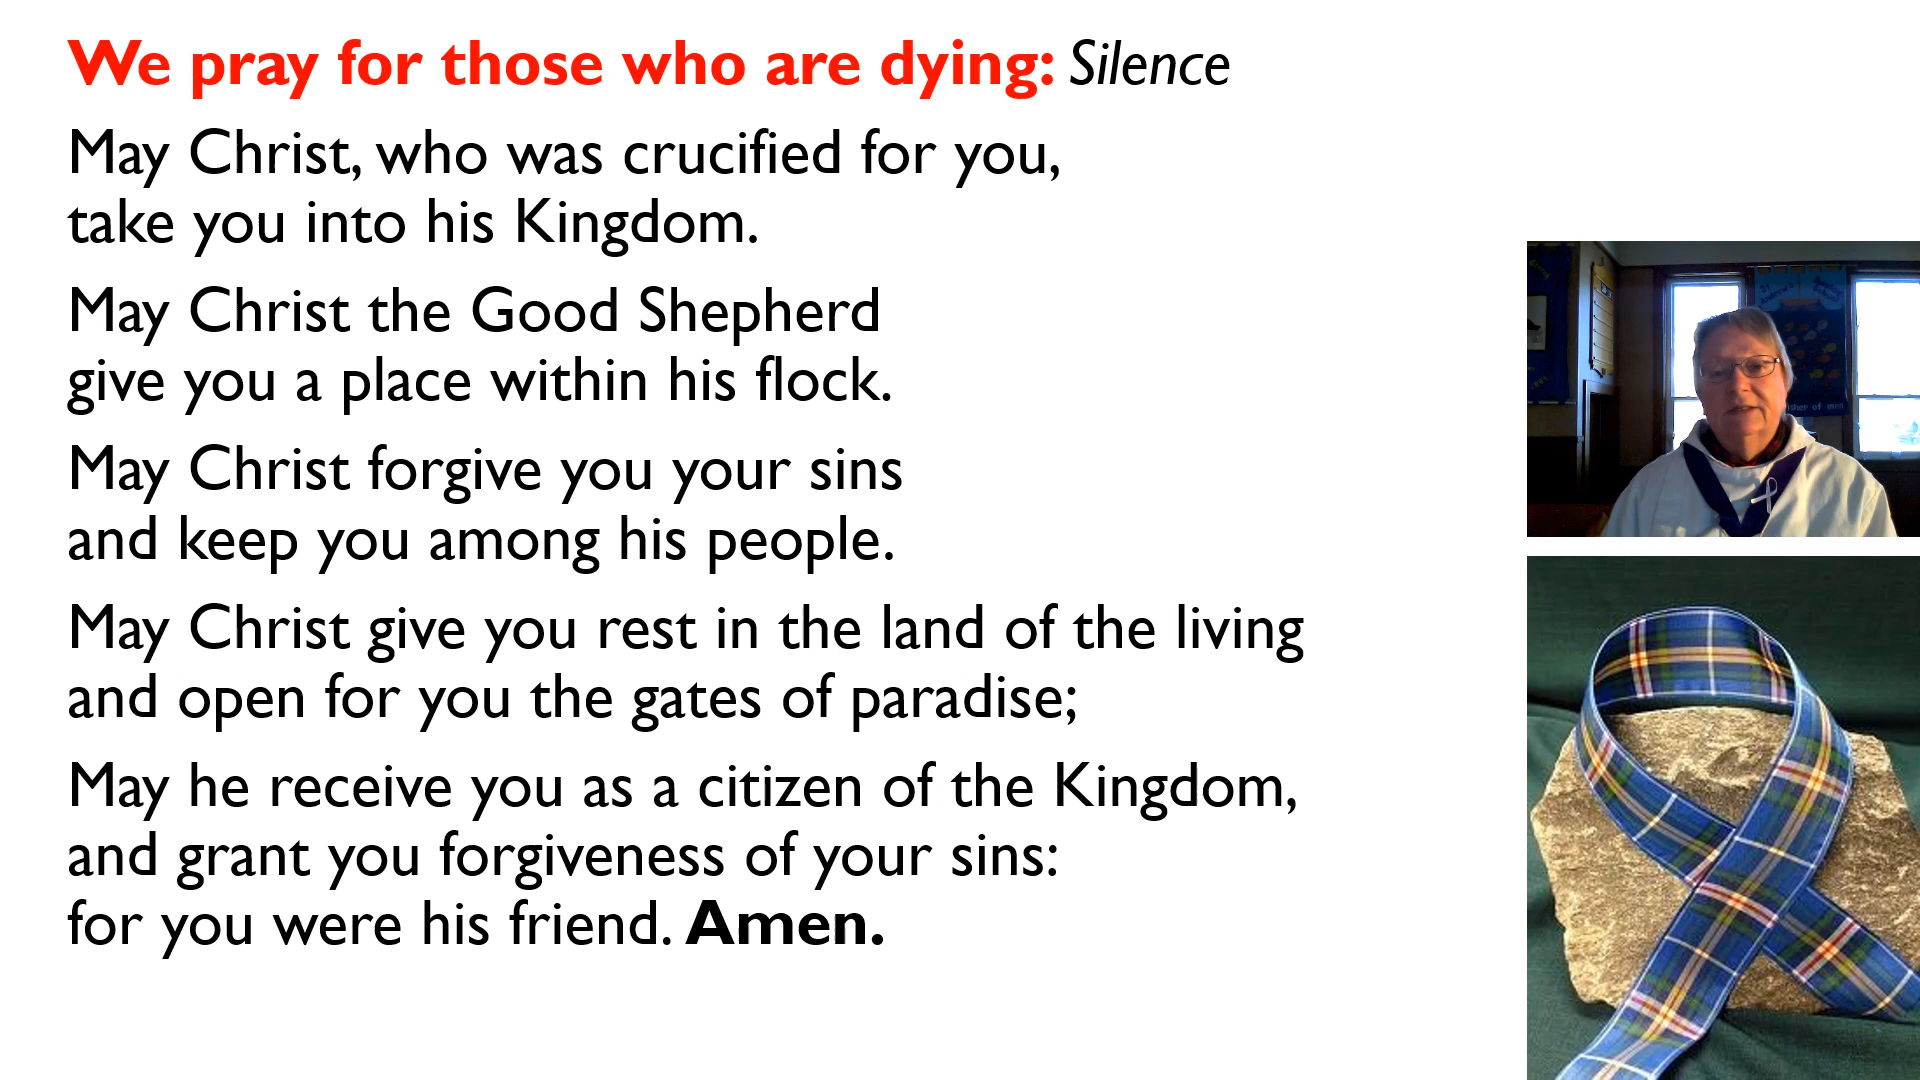 We pray for those who are dying: Silence
May Christ, who was crucified for you,
take you into his Kingdom.
May Christ the Good Shepherd
give you a place within his flock.
May Christ forgive you your sins
and keep you among his people.
May Christ give you rest in the land of the living
and open for you the gates of paradise;
May he receive you as a citizen of the Kingdom,
and grant you forgiveness of your sins:
for you were his friend. Amen.
of men